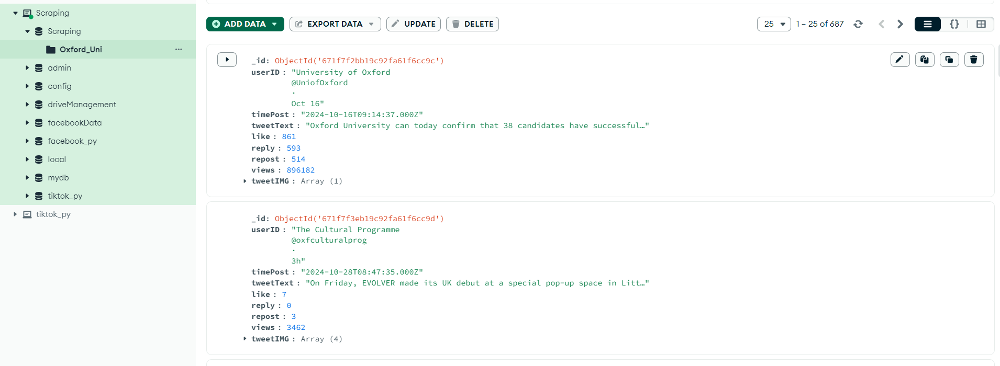 Scraping
Scraping
Oxford_Uni
admin
config
driveManagement
facebookData
facebook_py
local
mydb
tiktok_py
tiktok_py
ADD DATA EXPORT DATA UPDATE DELETE 25 1 – 25 of 687 {}
_id: ObjectId('671f7f2bb19c92fa61f6cc9c')
userID : "University of Oxford
@UniofOxford
·
Oct 16"
timePost : "2024-10-16T09:14:37.000Z"
tweetText : "Oxford University can today confirm that 38 candidates have successful…"
like : 861
reply : 593
repost : 514
views : 896182
tweetIMG : Array (1)
_id: ObjectId('671f7f3eb19c92fa61f6cc9d')
userID : "The Cultural Programme
@oxfculturalprog
·
3h"
timePost : "2024-10-28T08:47:35.000Z"
tweetText : "On Friday, EVOLVER made its UK debut at a special pop-up space in Litt…"
like : 7
reply : 0
repost : 3
views : 3462
tweetIMG : Array (4)